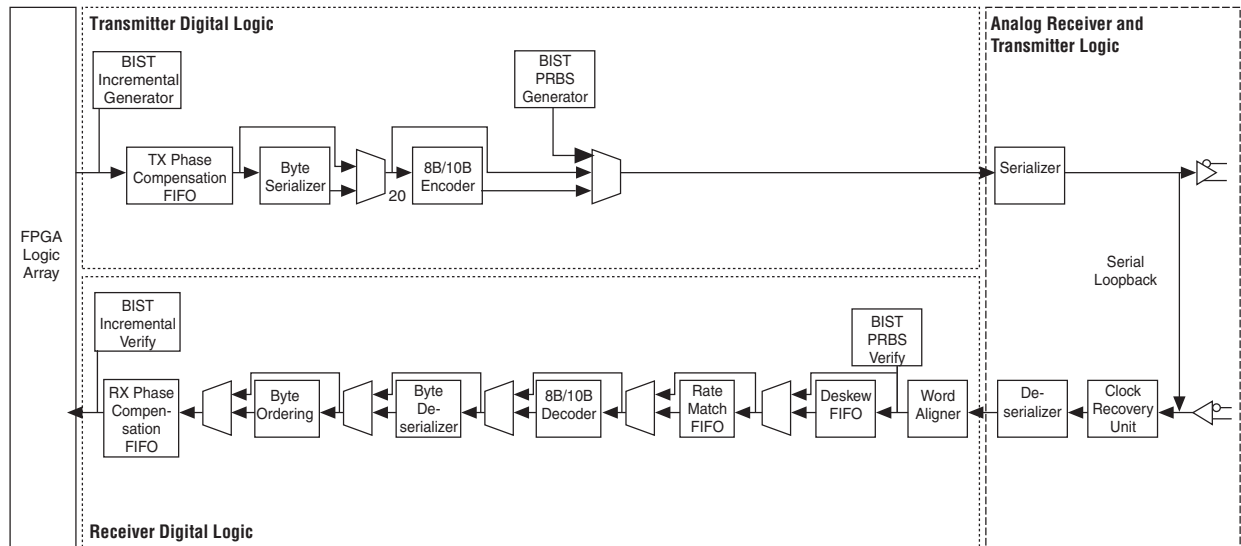 Transmitter Digital Logic
Analog Receiver and
Transmitter Logic
BIST
Incremental
Generator
BIST
PRBS
Generator
TX Phase
Compensation
FIFO
Byte
Serializer
20
8B/10B
Encoder
Serializer
FPGA
Logic
Array
Serial
Loopback
BIST
Incremental
Verify
BIST
PRBS
Verify
RX Phase
Compen-
sation
FIFO
Byte
Ordering
Byte
De-
serializer
8B/10B
Decoder
Rate
Match
FIFO
Deskew
FIFO
Word
Aligner
De-
serializer
Clock
Recovery
Unit
Receiver Digital Logic